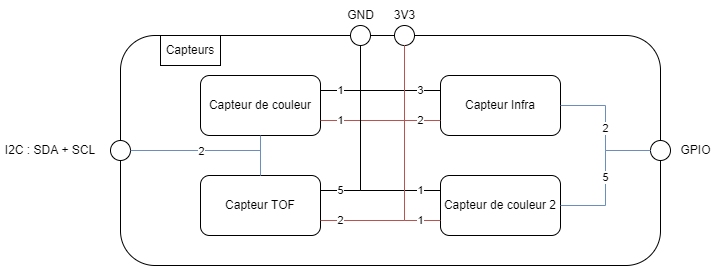 GND
3V3
Capteurs
Capteur de couleur
1
3
Capteur Infra
1
2
2
I2C : SDA + SCL
2
GPIO
5
Capteur TOF
5
1
Capteur de couleur 2
2
1